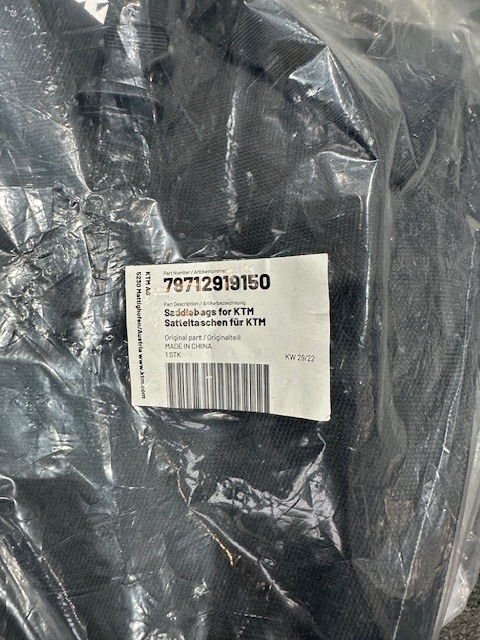 Part Number / Artikelnummer
79712919150
Part Description / Artikelbezeichnung
Saddlebags for KTM
Satteltaschen für KTM
Original part / Originalteil
MADE IN CHINA
1 STK
KW 29/22
KTM AG
5230 Mattighofen/Austria www.ktm.com